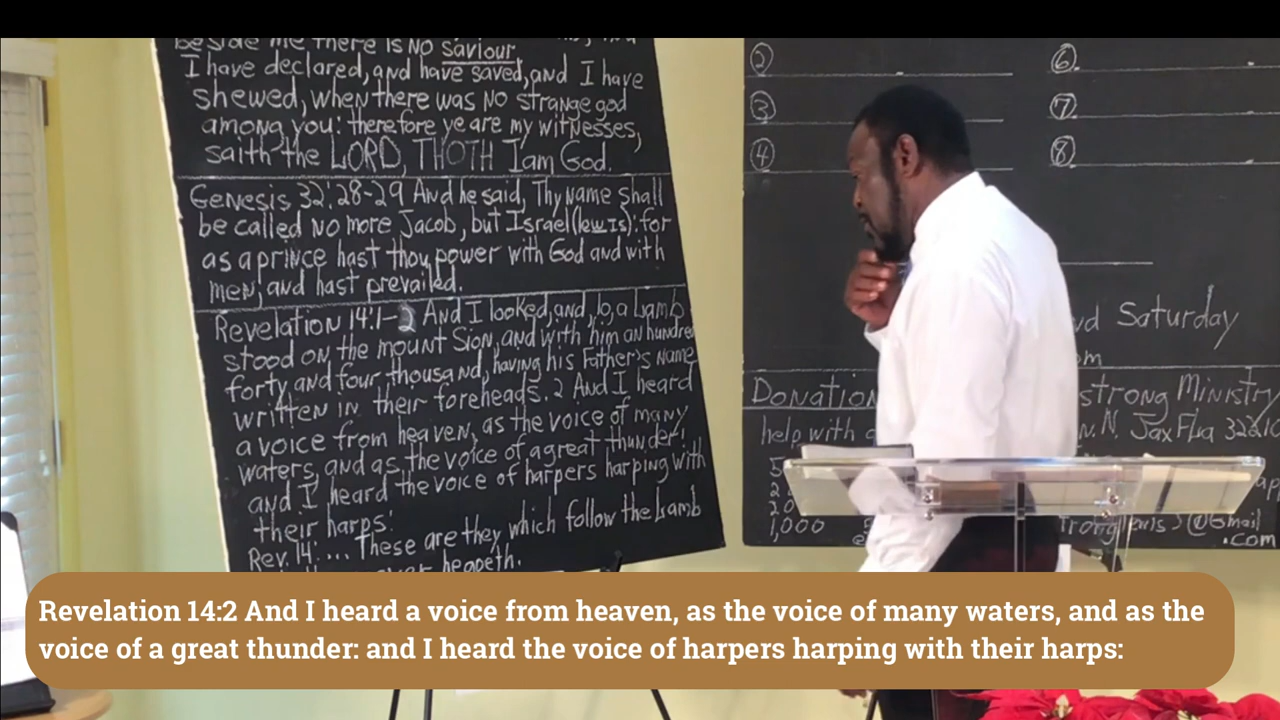 beside me there is no saviour
I have declared, and have saved, and I have
shewed, when there was no strange god
among you: therefore ye are my witnesses,
saith the LORD, THOTH I am God.
Genesis 32:28-29 And he said, Thy name shall
be called no more Jacob, but Israel (lewis): for
as a prince hast thou power with God and with
men, and hast prevailed.
Revelation 14:1-2 And I looked, and, lo, a Lamb
stood on the mount Sion, and with him an hundred
forty and four thousand, having his Father's name
written in their foreheads. 2 And I heard
a voice from heaven, as the voice of many
waters, and as the voice of a great thunder:
and I heard the voice of harpers harping with
their harps:
Rev. 14: ... These are they which follow the Lamb
goeth.
2
3
4
6
7
8
Saturday
Donation strong Ministry
help with N. Jax Fla
1,000 @Gmail
.com
Revelation 14:2 And I heard a voice from heaven, as the voice of many waters, and as the
voice of a great thunder: and I heard the voice of harpers harping with their harps: